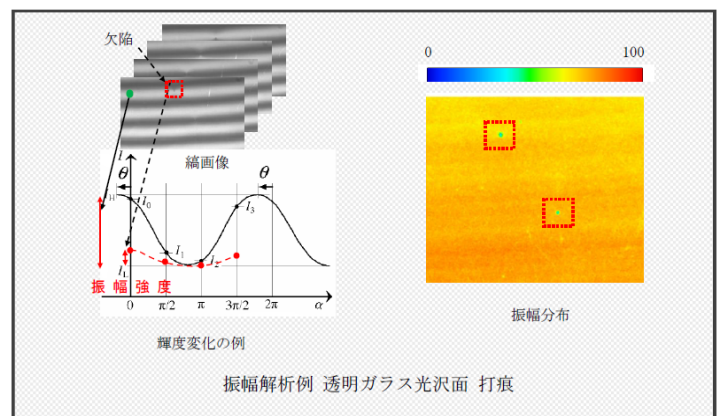 欠陥
0 100
縞画像
I
θ θ
I₀
I₃
I₁
I₂
振幅強度
0 π/2 π 3π/2 2π α
輝度変化の例
振幅分布
振幅解析例 透明ガラス光沢面 打痕